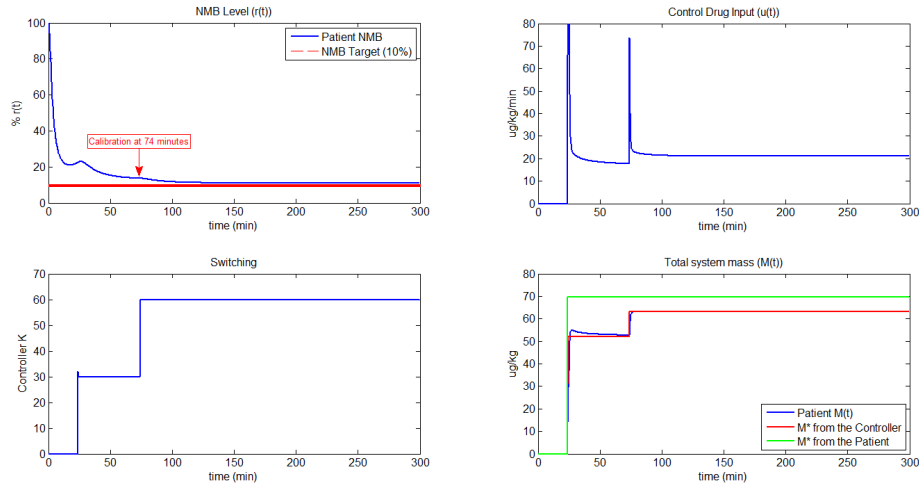 NMB Level (r(t))
100
80
60
40
20
0
% r(t)
Patient NMB
NMB Target (10%)
Calibration at 74 minutes
0 50 100 150 200 250 300
time (min)
Control Drug Input (u(t))
80
70
60
50
40
30
20
10
0
ug/kg/min
0 50 100 150 200 250 300
time (min)
Switching
70
60
50
40
30
20
10
0
Controller K
0 50 100 150 200 250 300
time (min)
Total system mass (M(t))
80
70
60
50
40
30
20
10
0
ug/kg
Patient M(t)
M* from the Controller
M* from the Patient
0 50 100 150 200 250 300
time (min)